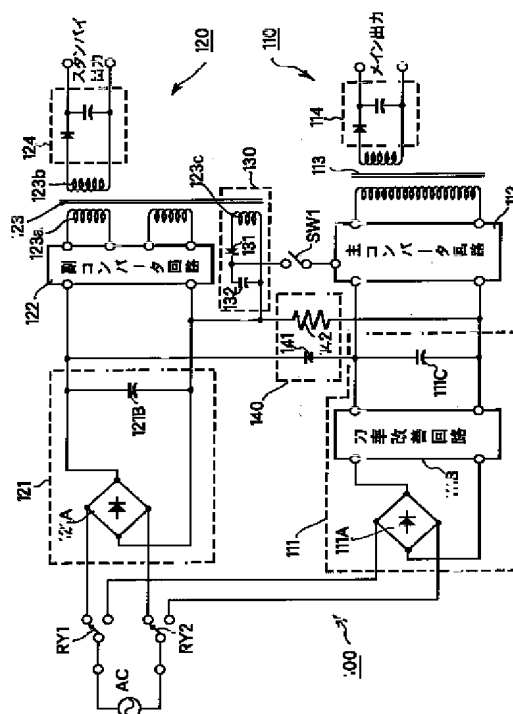 スタンバイ
出力
120
124
123b
123
123a
副コンバータ回路
122
123c
130
131
132
SW1
110
メイン出力
114
113
主コンバータ回路
112
141
142
140
121B
121
121A
111C
力率改善回路
111B
111
111A
RY1
RY2
AC
100